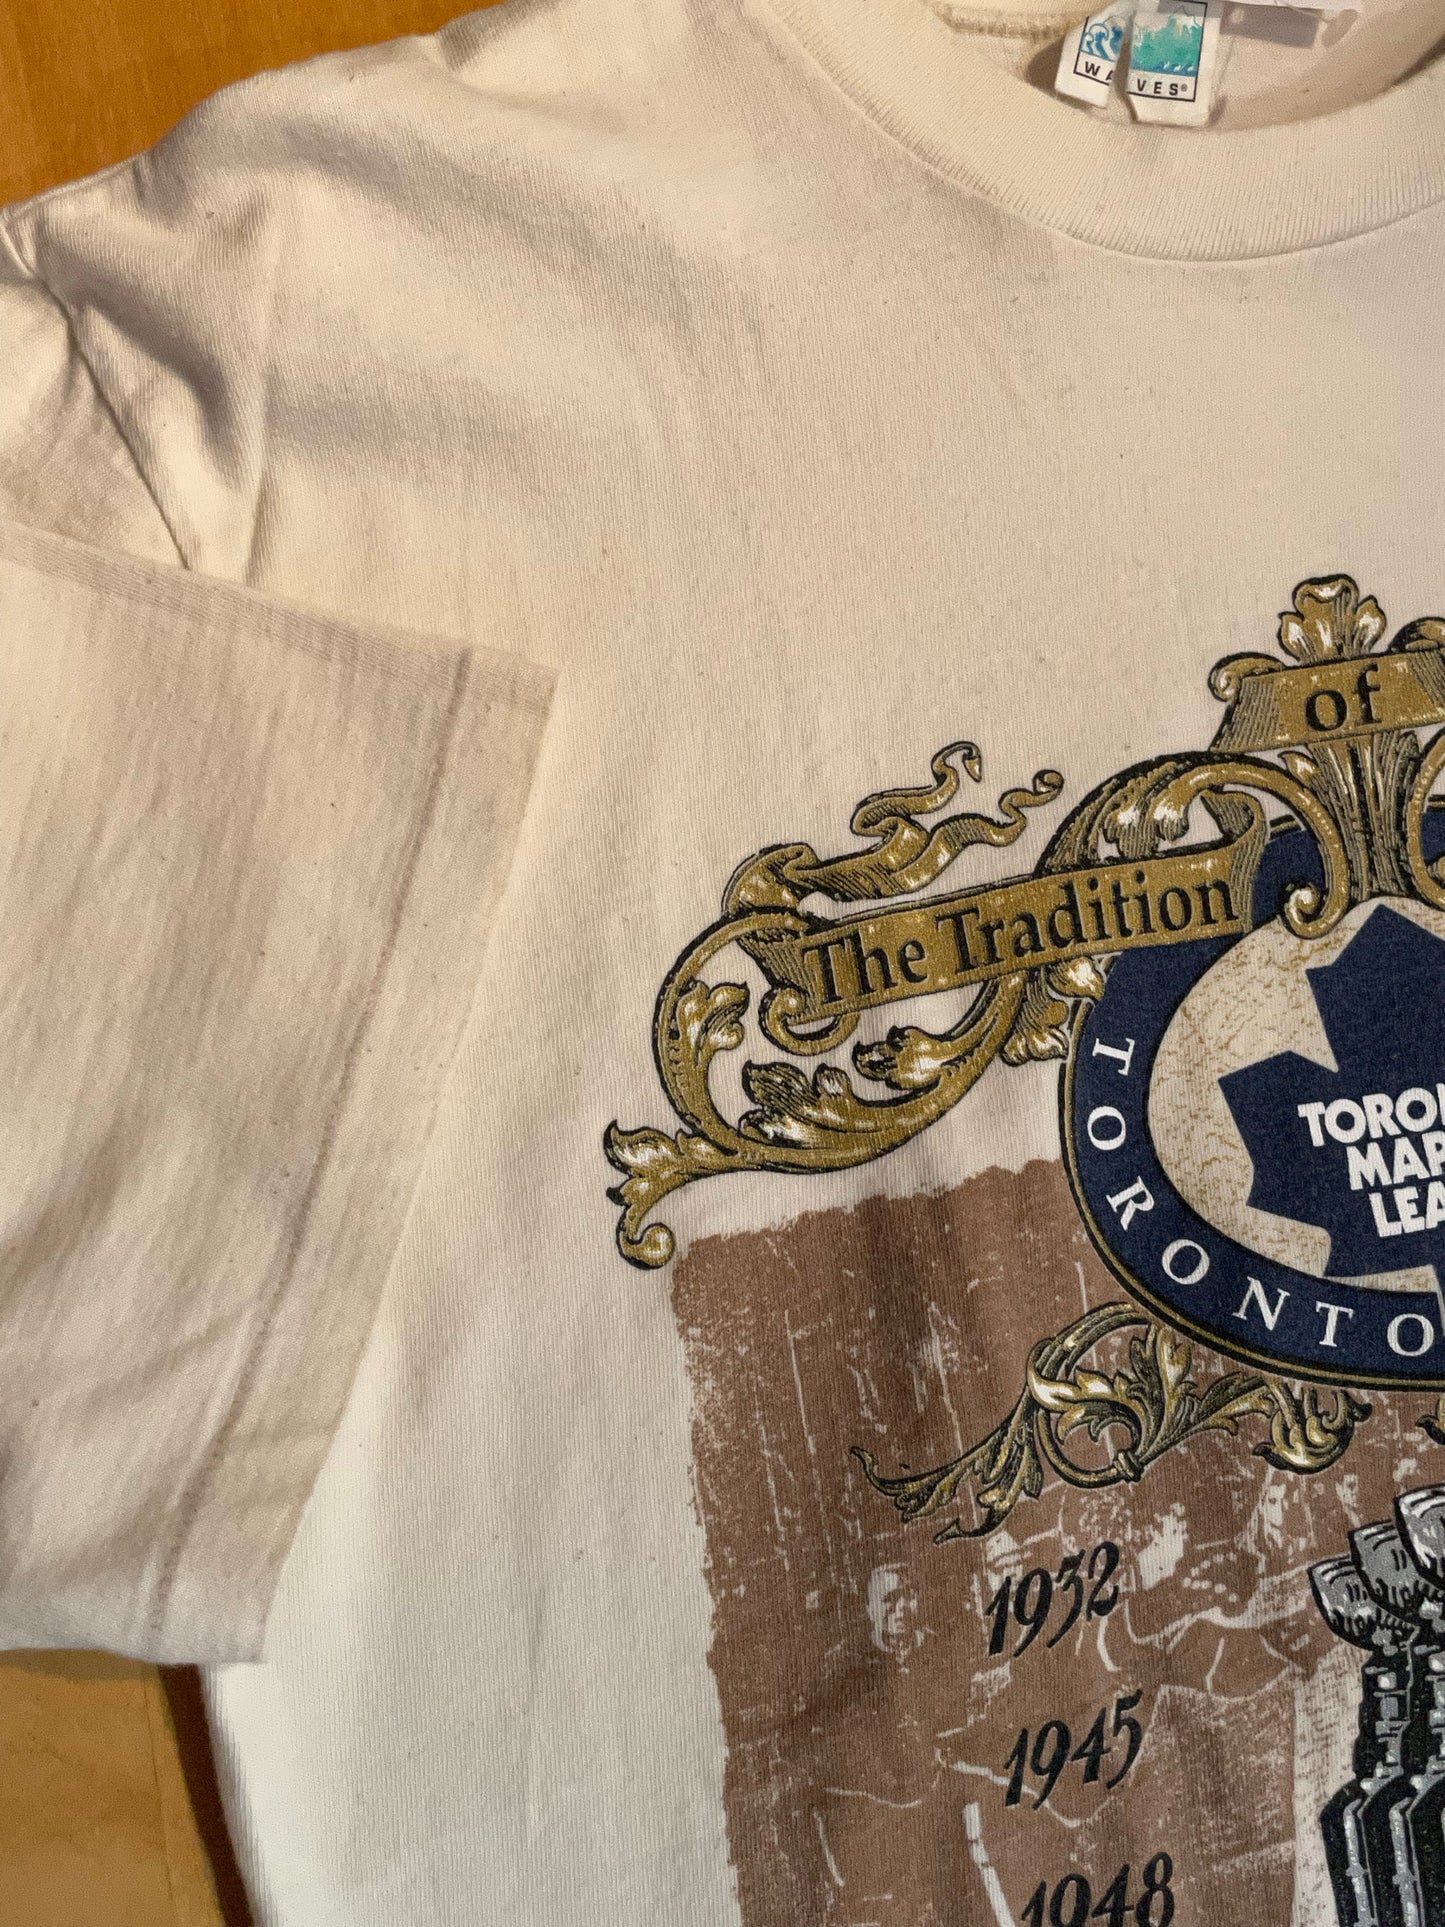 WAVES®
of
The Tradition
TORONTO
TORO
MAP
LEA
1932
1945
1948